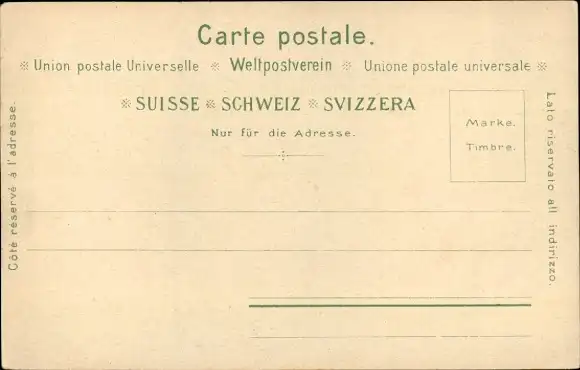 Carte postale.
Union postale Universelle ※ Weltpostverein ※ Unione postale universale
SUISSE ※ SCHWEIZ ※ SVIZZERA
Nur für die Adresse.
Marke.
Timbre.
Côté réservé à l'adresse.
Lato riservato all indirizzo.